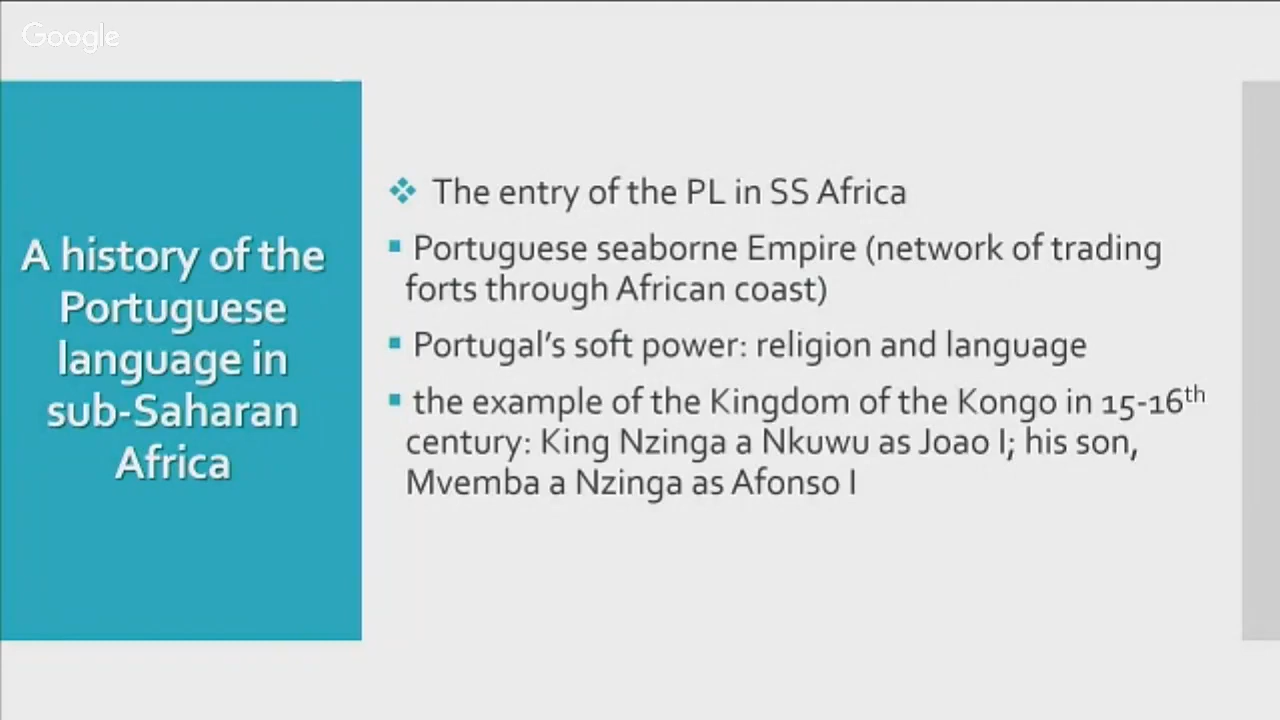 Google
A history of the
Portuguese
language in
sub-Saharan
Africa
The entry of the PL in SS Africa
Portuguese seaborne Empire (network of trading
forts through African coast)
Portugal’s soft power: religion and language
the example of the Kingdom of the Kongo in 15-16th
century: King Nzinga a Nkuwu as Joao I; his son,
Mvemba a Nzinga as Afonso I